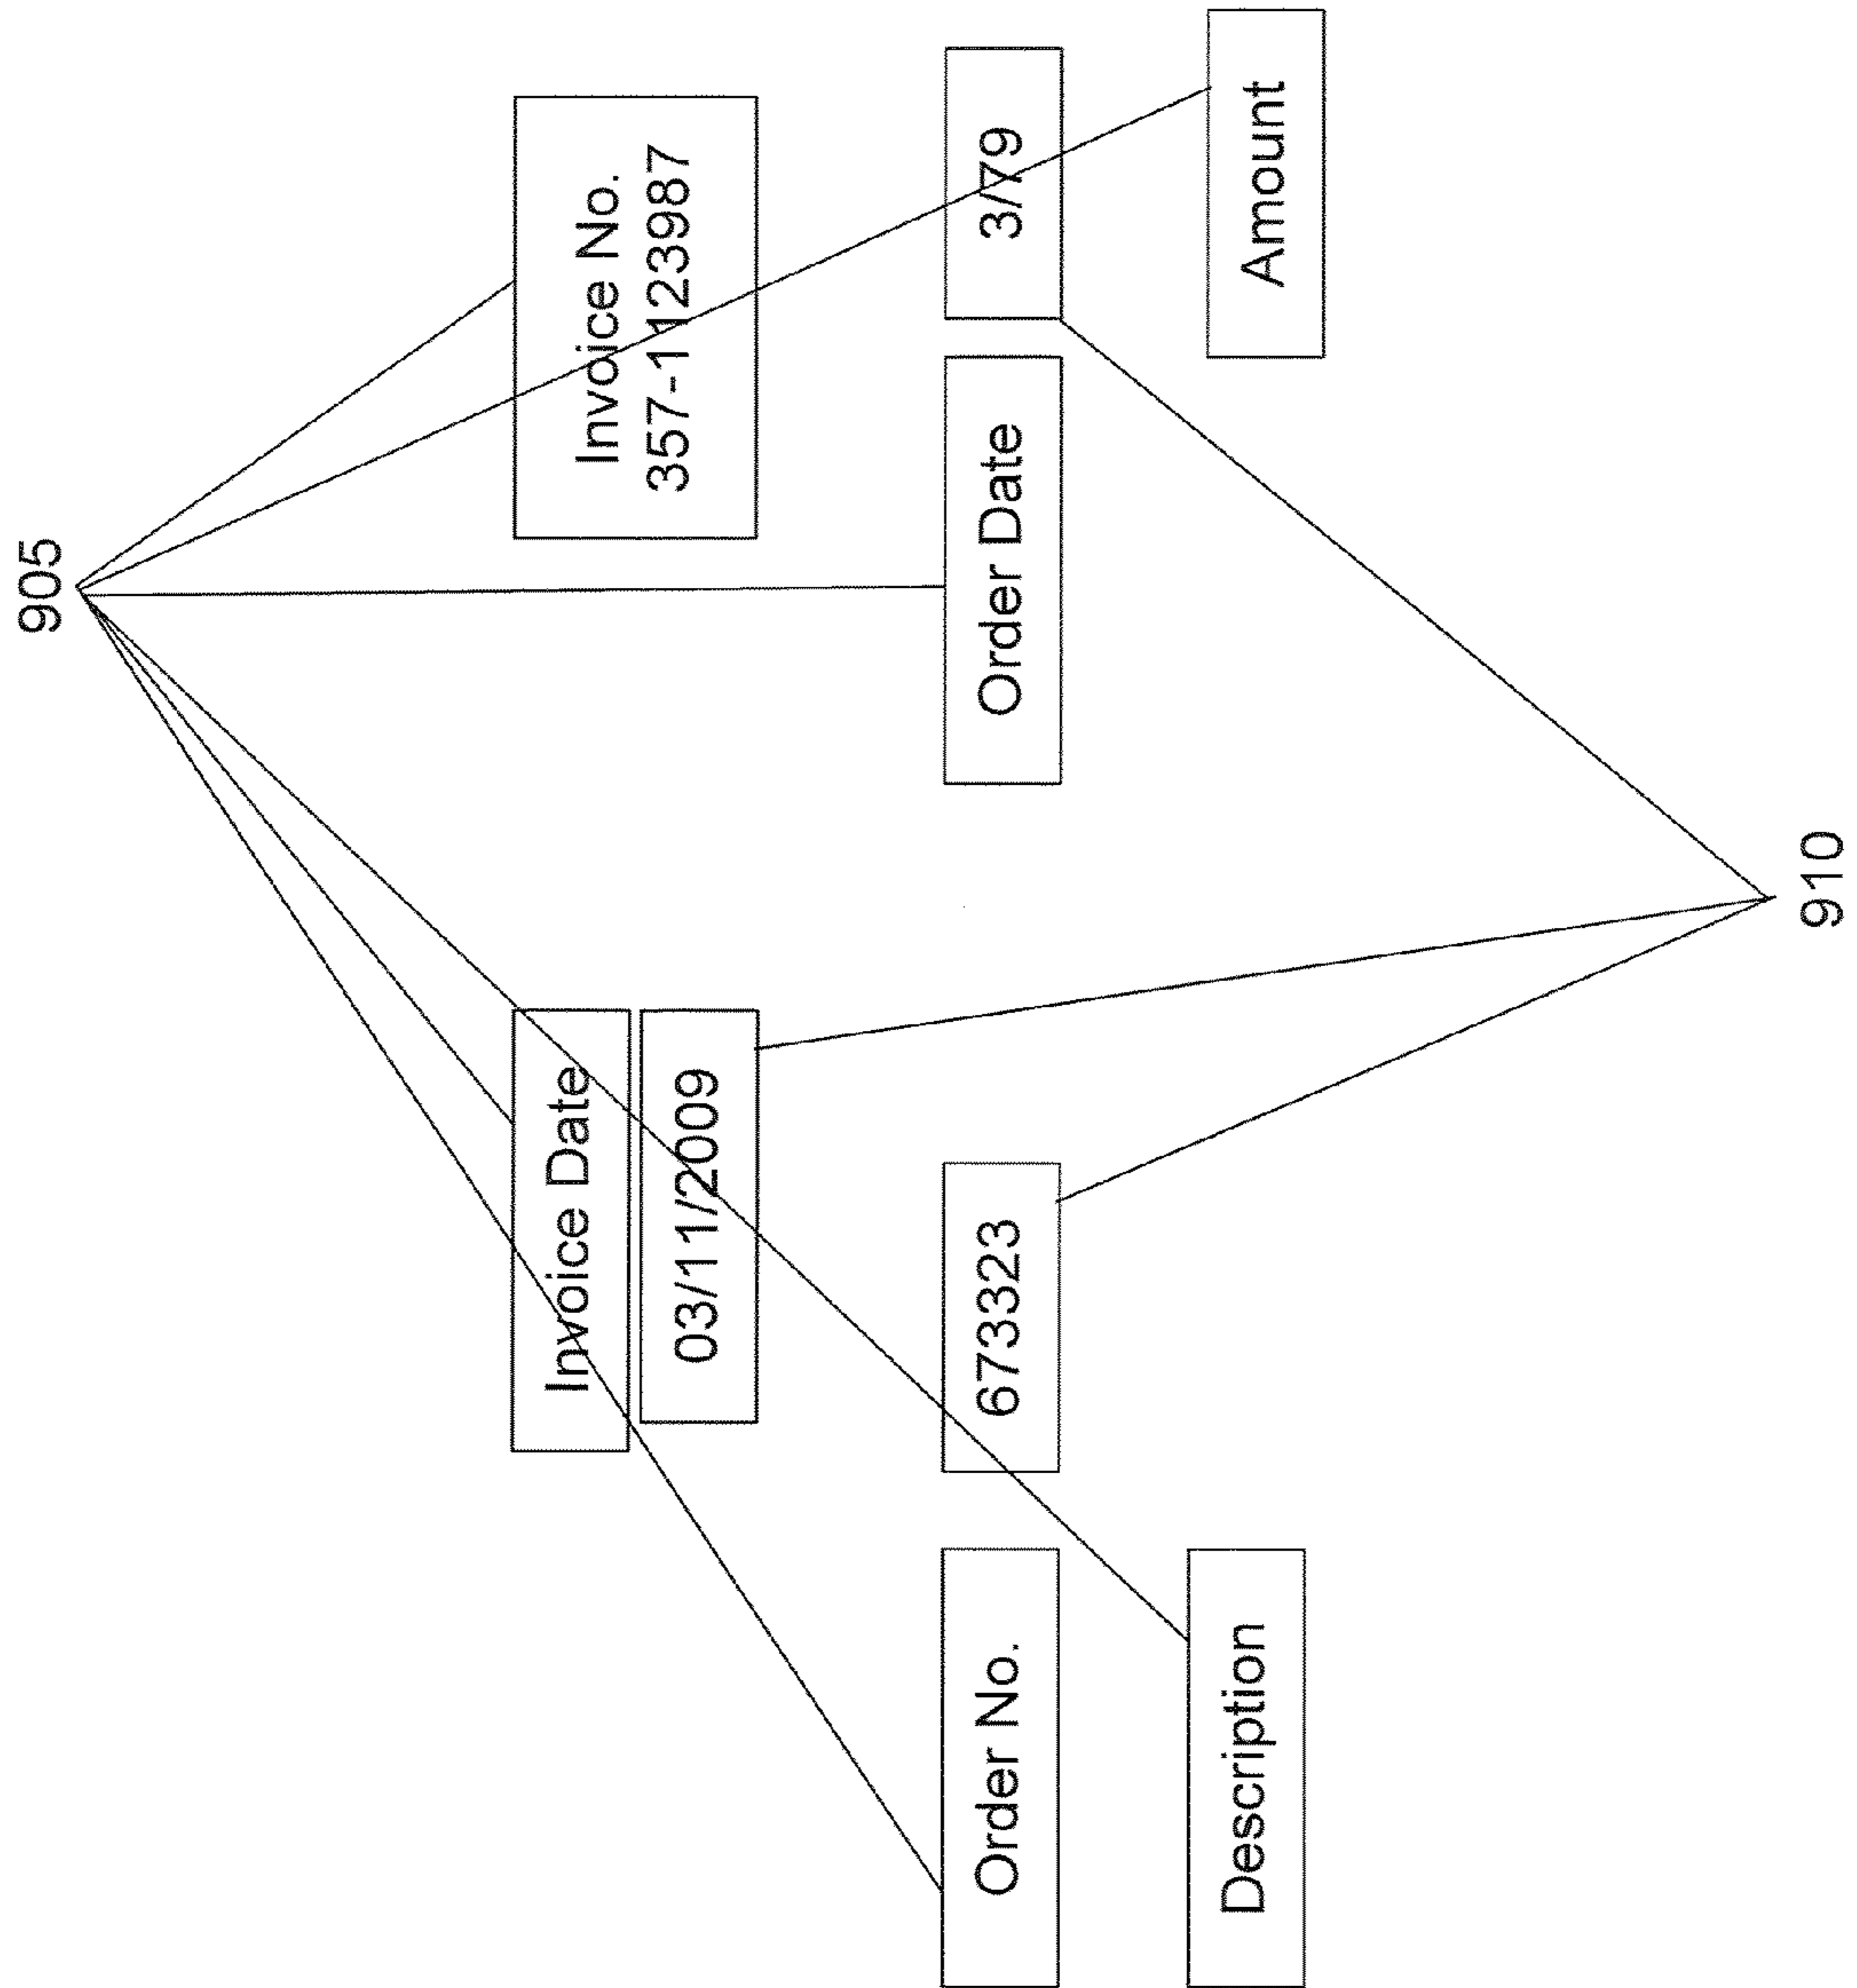 905
Invoice Date
03/11/2009
Invoice No.
357-1123987
Order No.
673323
Order Date
3/79
Description
Amount
910